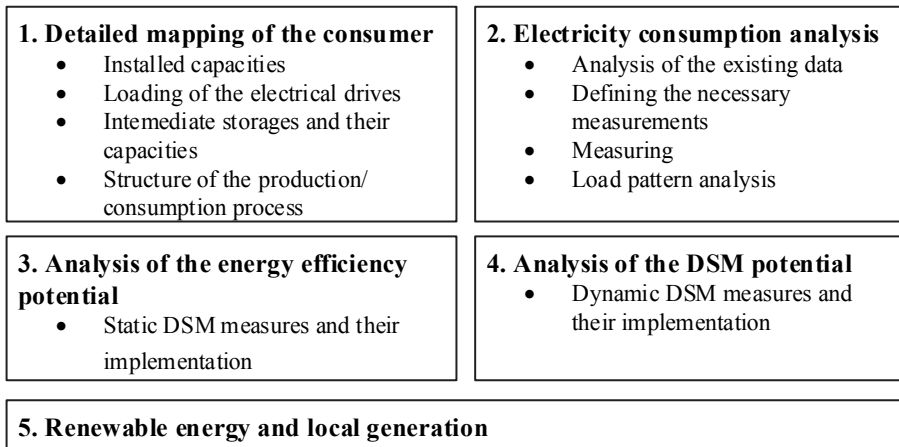 1. Detailed mapping of the consumer
• Installed capacities
• Loading of the electrical drives
• Intemediate storages and their
capacities
• Structure of the production/
consumption process
2. Electricity consumption analysis
• Analysis of the existing data
• Defining the necessary
measurements
• Measuring
• Load pattern analysis
3. Analysis of the energy efficiency
potential
• Static DSM measures and their
implementation
4. Analysis of the DSM potential
• Dynamic DSM measures and
their implementation
5. Renewable energy and local generation